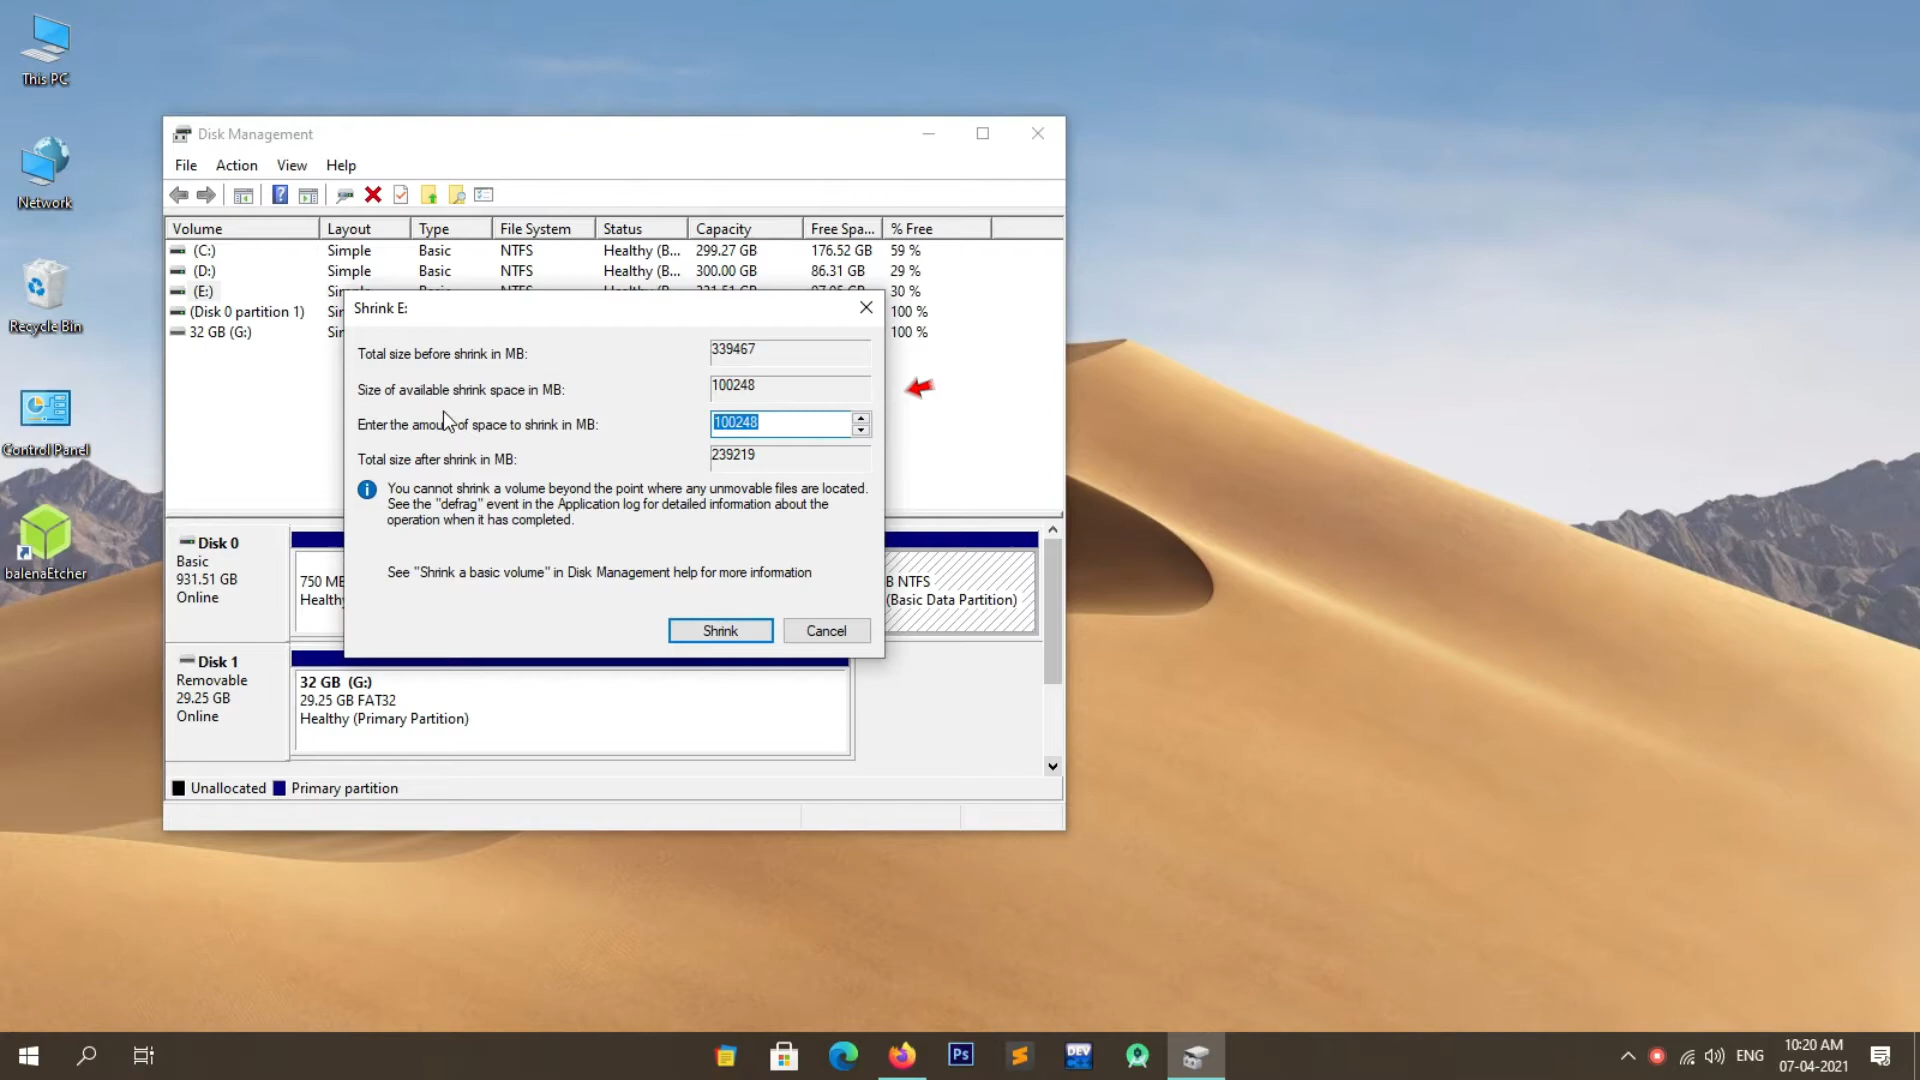 This PC
Network
Recycle Bin
Control Panel
balenaEtcher
Disk Management
File Action View Help
Volume Layout Type File System Status Capacity Free Spa... % Free
(C:) Simple Basic NTFS Healthy (B... 299.27 GB 176.52 GB 59 %
(D:) Simple Basic NTFS Healthy (B... 300.00 GB 86.31 GB 29 %
(E:) 30 %
(Disk 0 partition 1) 100 %
32 GB (G:) 100 %
Shrink E:
Total size before shrink in MB: 339467
Size of available shrink space in MB: 100248
Enter the amount of space to shrink in MB: 100248
Total size after shrink in MB: 239219
You cannot shrink a volume beyond the point where any unmovable files are located.
See the "defrag" event in the Application log for detailed information about the
operation when it has completed.
See "Shrink a basic volume" in Disk Management help for more information
Shrink Cancel
Disk 0
Basic
931.51 GB
Online
750 MB
Healthy
B NTFS
(Basic Data Partition)
Disk 1
Removable
29.25 GB
Online
32 GB (G:)
29.25 GB FAT32
Healthy (Primary Partition)
Unallocated Primary partition
Ps
DEV
ENG
10:20 AM
07-04-2021